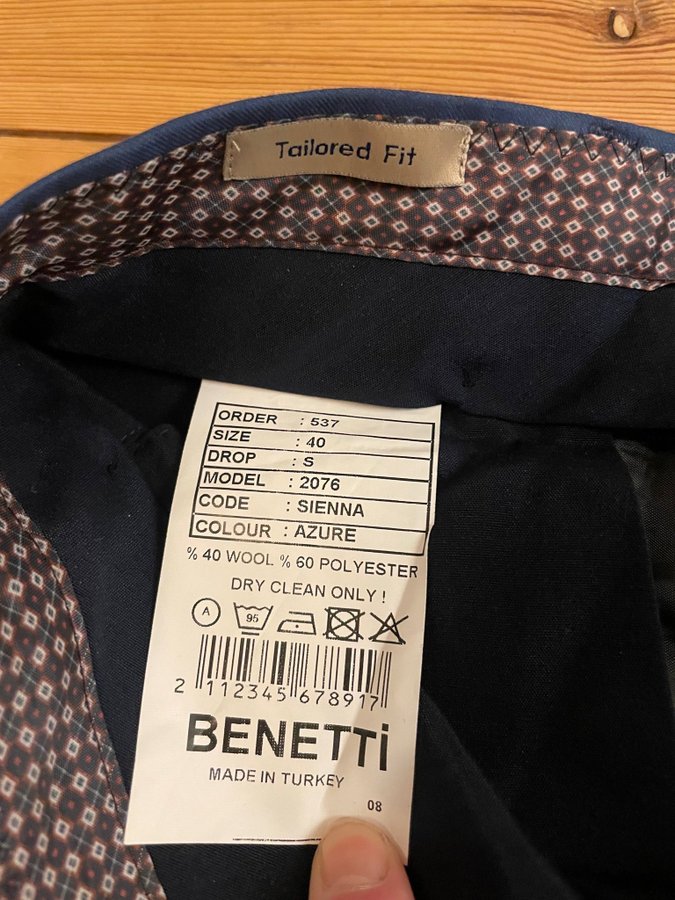 Tailored Fit
ORDER : 537
SIZE : 40
DROP : S
MODEL : 2076
CODE : SIENNA
COLOUR : AZURE
% 40 WOOL % 60 POLYESTER
DRY CLEAN ONLY !
A 95
2 112345 678917
BENETTi
MADE IN TURKEY
08